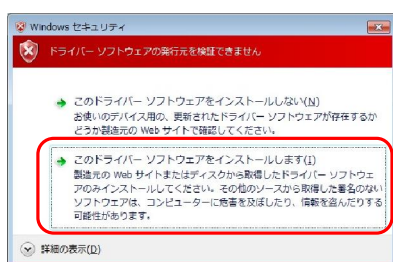 Windows セキュリティ
ドライバー ソフトウェアの発行元を検証できません
このドライバー ソフトウェアをインストールしない(N)
お使いのデバイス用の、更新されたドライバー ソフトウェアが存在するか
どうか製造元の Web サイトで確認してください。
このドライバー ソフトウェアをインストールします(I)
製造元の Web サイトまたはディスクから取得したドライバー ソフトウェ
アのみインストールしてください。その他のソースから取得した署名のない
ソフトウェアは、コンピューターに危害を及ぼしたり、情報を盗んだりする
可能性があります。
詳細の表示(D)